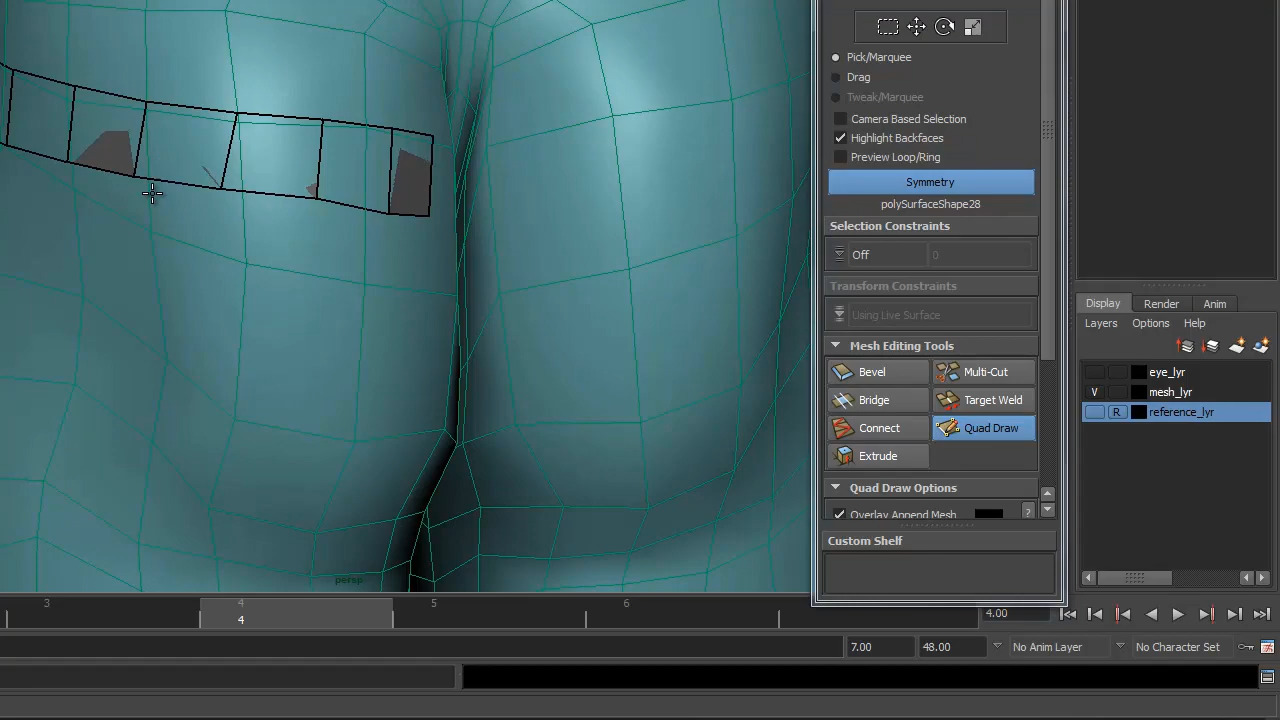 Pick/Marquee
Drag
Tweak/Marquee
Camera Based Selection
Highlight Backfaces
Preview Loop/Ring
Symmetry
polySurfaceShape28
Selection Constraints
Off 0
Transform Constraints
Using Live Surface
Mesh Editing Tools
Bevel Multi-Cut
Bridge Target Weld
Connect Quad Draw
Extrude
Quad Draw Options
Overlay Append Mesh ?
Custom Shelf
Display Render Anim
Layers Options Help
eye_lyr
V mesh_lyr
R reference_lyr
persp
3 4 5 6
4 4.00
7.00 48.00 No Anim Layer No Character Set